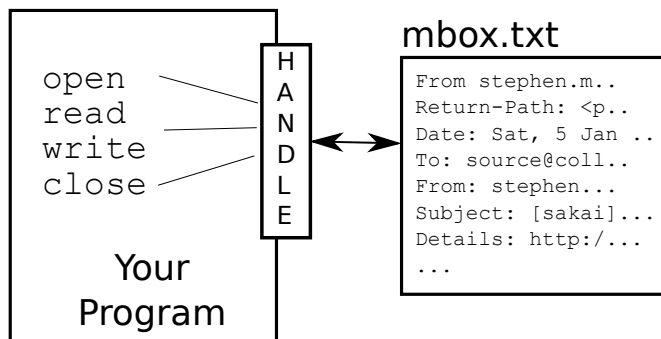 open
read
write
close
Your
Program
HANDLE
mbox.txt
From stephen.m..
Return-Path: <p..
Date: Sat, 5 Jan ..
To: source@coll..
From: stephen...
Subject: [sakai]...
Details: http:/...
...